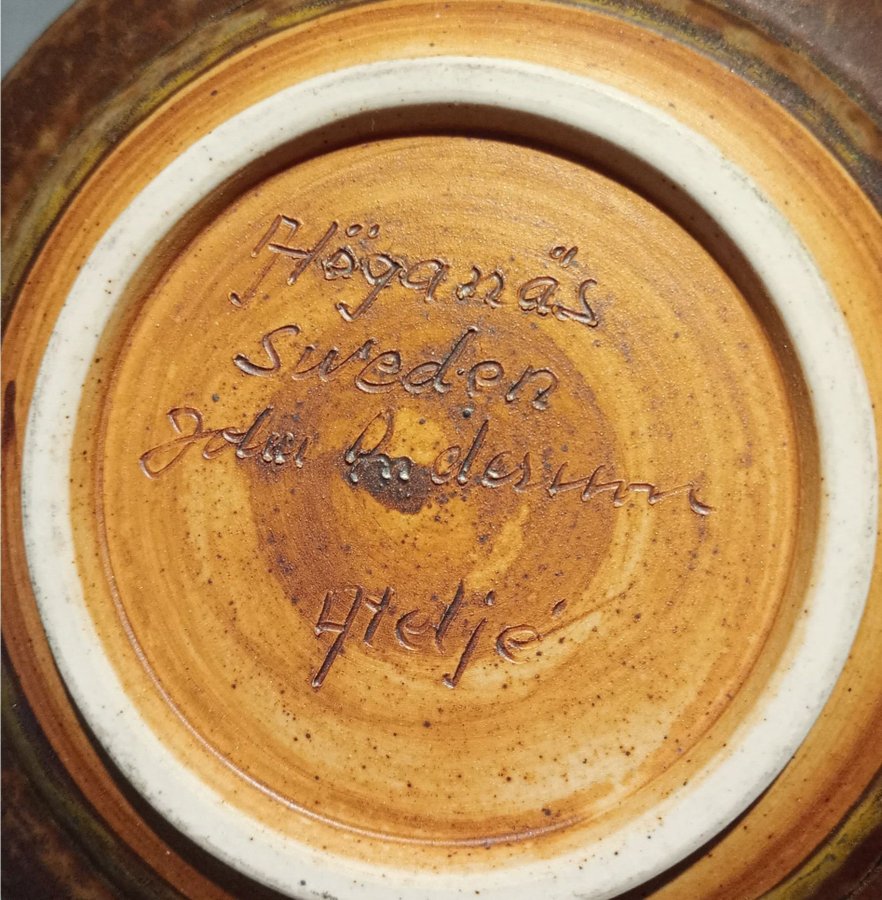 Höganäs
Sweden
John Andersson
Ateljé